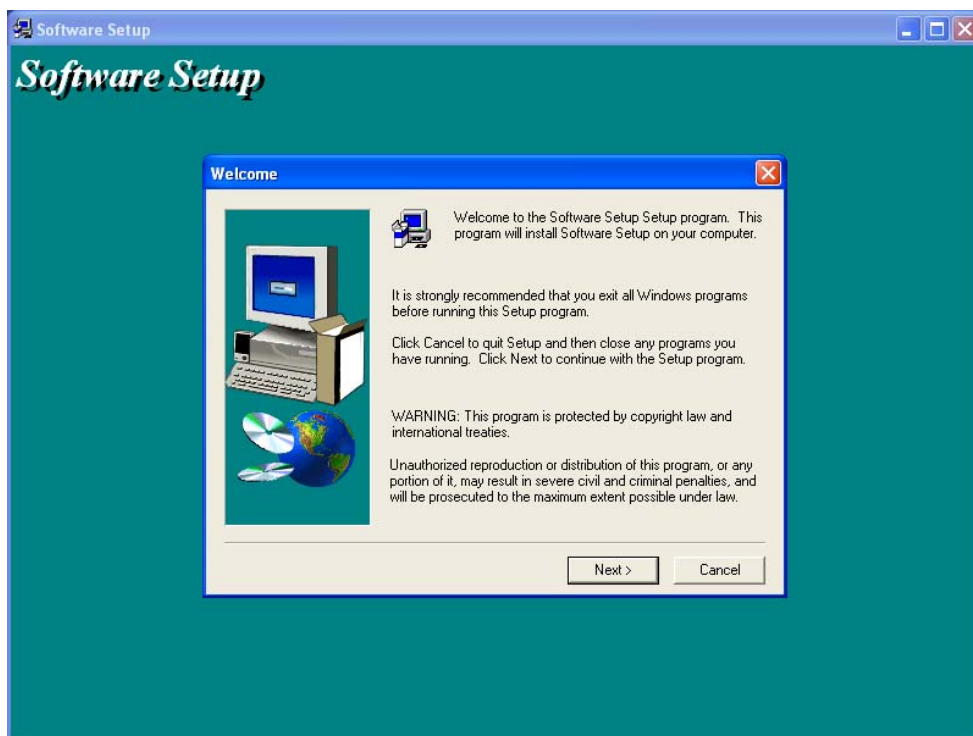 Software Setup
Software Setup
Welcome
Welcome to the Software Setup Setup program. This
program will install Software Setup on your computer.
It is strongly recommended that you exit all Windows programs
before running this Setup program.
Click Cancel to quit Setup and then close any programs you
have running. Click Next to continue with the Setup program.
WARNING: This program is protected by copyright law and
international treaties.
Unauthorized reproduction or distribution of this program, or any
portion of it, may result in severe civil and criminal penalties, and
will be prosecuted to the maximum extent possible under law.
Next >
Cancel